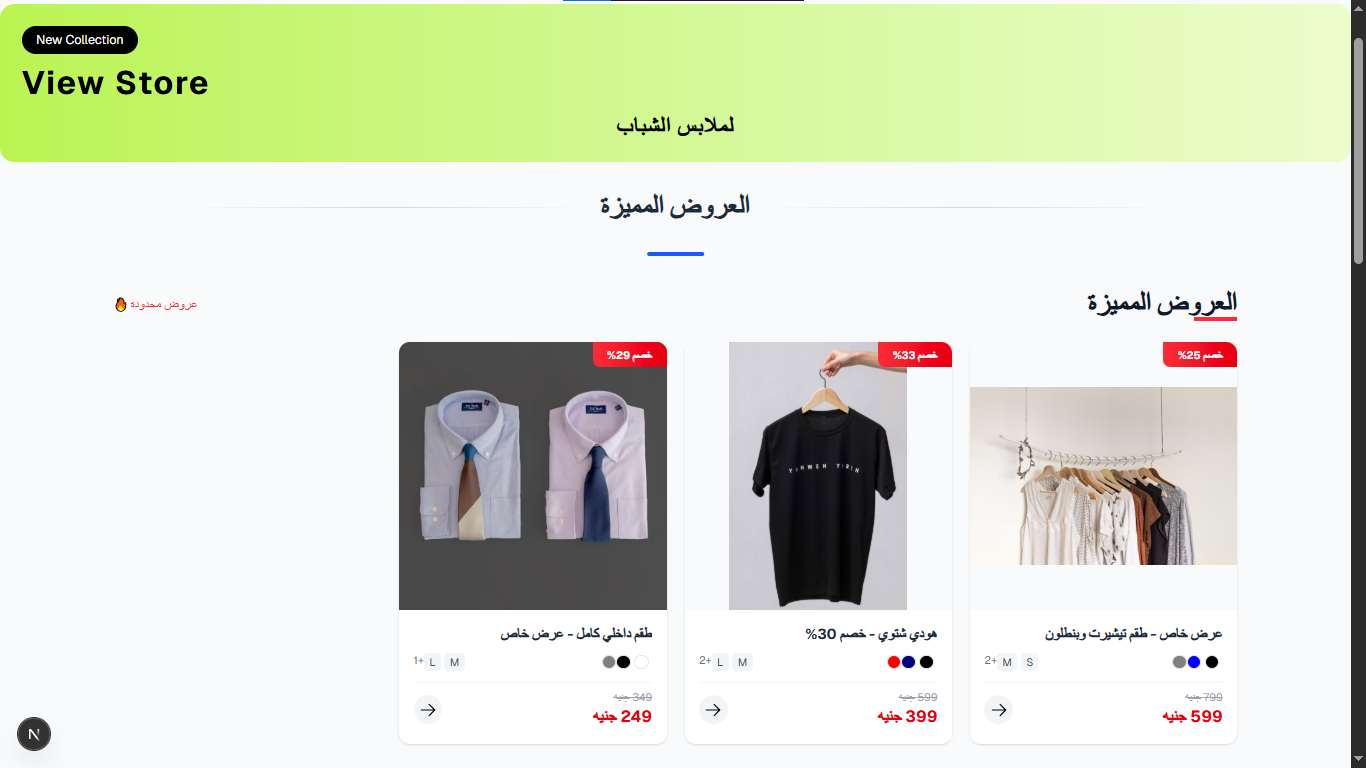 New Collection
View Store
لملابس الشباب
العروض المميزة
العروض المميزة
عروض محدودة 🔥
خصم 25%
عرض خاص - طقم تيشيرت وبنطلون
S M +2
799 جنيه
599 جنيه
خصم 33%
YAHWEH YIRIH
هودي شتوي - خصم 30%
M L +2
599 جنيه
399 جنيه
خصم 29%
طقم داخلي كامل - عرض خاص
M L +1
349 جنيه
249 جنيه
N